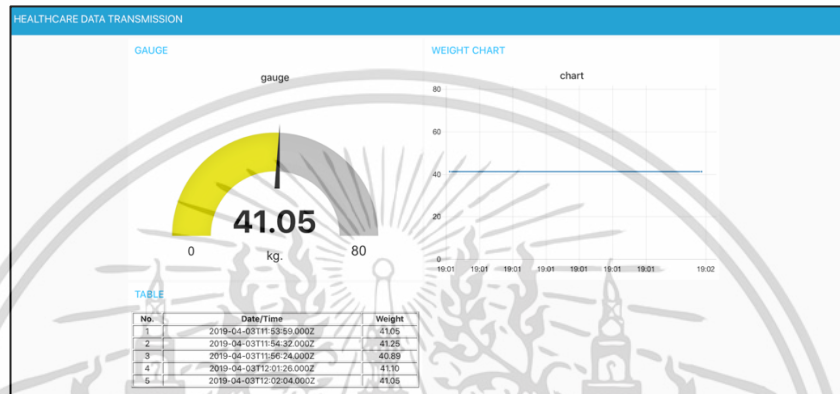 HEALTHCARE DATA TRANSMISSION
GAUGE
gauge
41.05
0
kg.
80
WEIGHT CHART
chart
80
60
40
20
0
19:01 19:01 19:01 19:01 19:01 19:01 19:01 19:02
TABLE
No. Date/Time Weight
1 2019-04-03T11:53:59.000Z 41.05
2 2019-04-03T11:54:32.000Z 41.25
3 2019-04-03T11:56:24.000Z 40.89
4 2019-04-03T12:01:26.000Z 41.10
5 2019-04-03T12:02:04.000Z 41.05